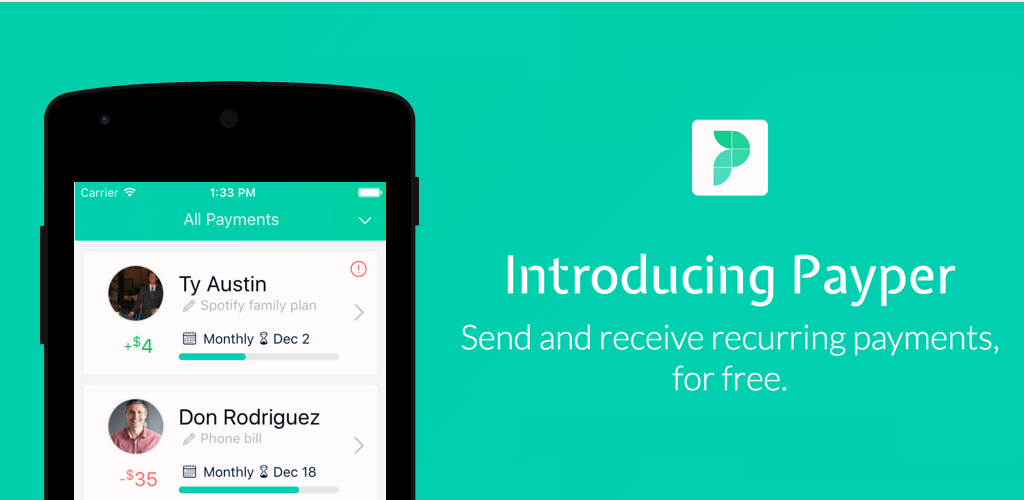 Carrier 1:33 PM
All Payments
Ty Austin
Spotify family plan
+$4
Monthly Dec 2
Don Rodriguez
Phone bill
-$35
Monthly Dec 18
Introducing Payper
Send and receive recurring payments,
for free.